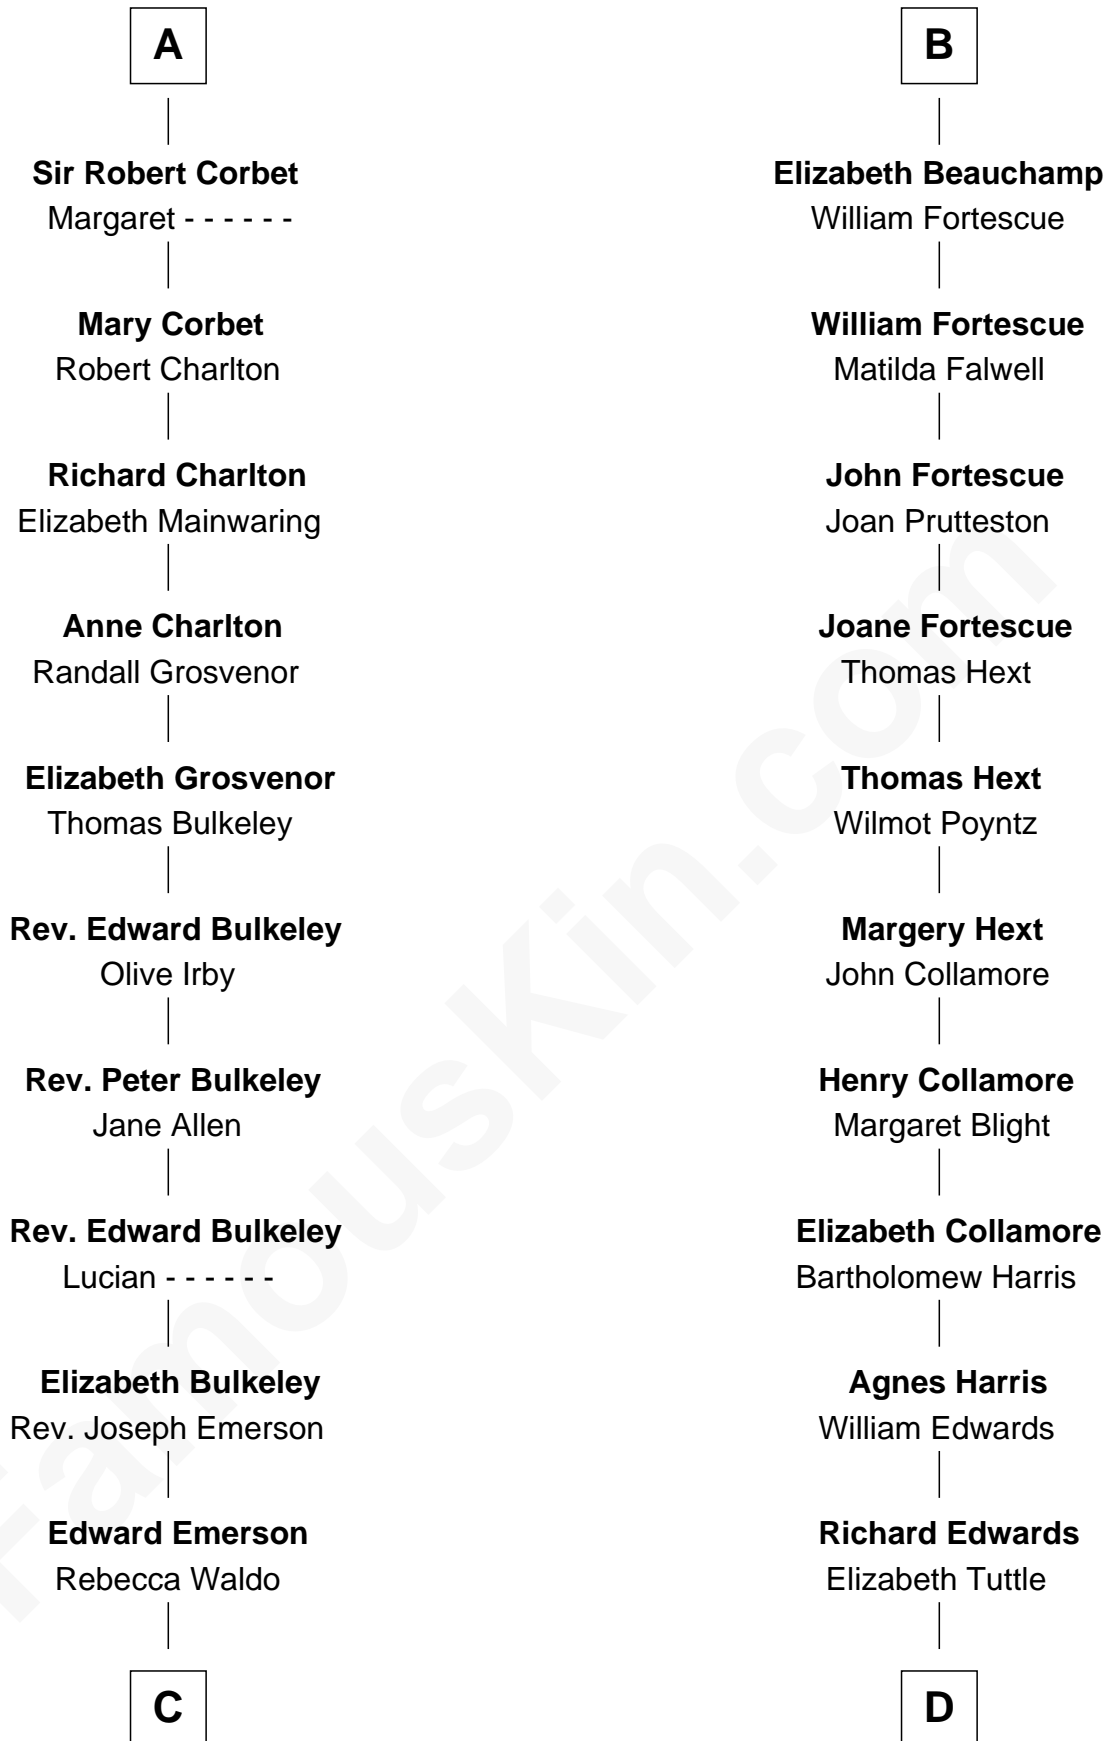 A
Sir Robert Corbet
Margaret - - - - - -
Mary Corbet
Robert Charlton
Richard Charlton
Elizabeth Mainwaring
Anne Charlton
Randall Grosvenor
Elizabeth Grosvenor
Thomas Bulkeley
Rev. Edward Bulkeley
Olive Irby
Rev. Peter Bulkeley
Jane Allen
Rev. Edward Bulkeley
Lucian - - - - - -
Elizabeth Bulkeley
Rev. Joseph Emerson
Edward Emerson
Rebecca Waldo
C
B
Elizabeth Beauchamp
William Fortescue
William Fortescue
Matilda Falwell
John Fortescue
Joan Prutteston
Joane Fortescue
Thomas Hext
Thomas Hext
Wilmot Poyntz
Margery Hext
John Collamore
Henry Collamore
Margaret Blight
Elizabeth Collamore
Bartholomew Harris
Agnes Harris
William Edwards
Richard Edwards
Elizabeth Tuttle
D
FamousKin.com